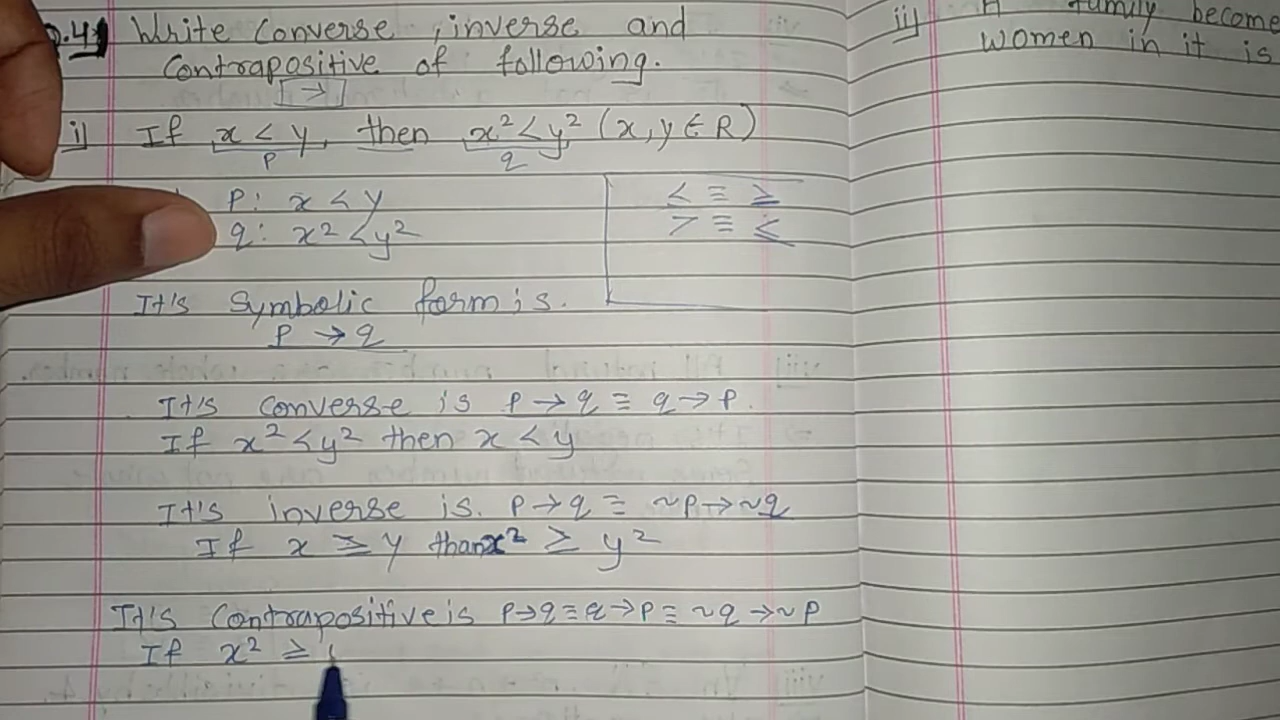 Q.4) Write Converse, inverse and
Contrapositive of following.
→
i) If x < y, then x² < y² (x, y ∈ R)
p q
p: x < y
q: x² < y²
< ≡ ≥
> ≡ ≤
It's Symbolic form is.
p → q
It's converse is p → q ≡ q → p.
If x² < y² then x < y
It's inverse is. p → q ≡ ~p → ~q
If x ≥ y than x² ≥ y²
It's Contrapositive is p → q ≡ q → p ≡ ~q → ~p
If x² ≥
ii) family become
women in it is